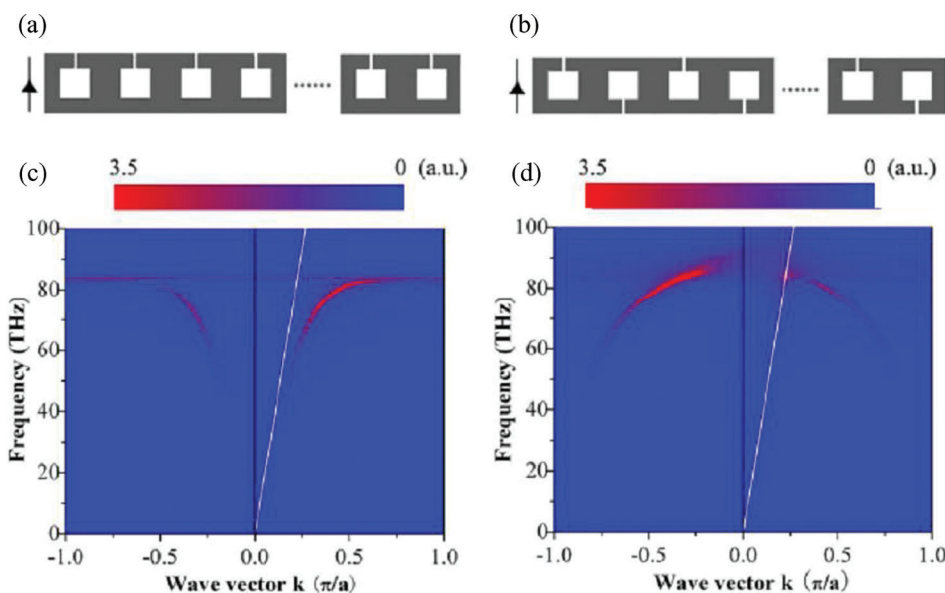 (a)
(b)
(c)
3.5 0 (a.u.)
100
80
60
40
20
0
Frequency (THz)
-1.0 -0.5 0.0 0.5 1.0
Wave vector k (π/a)
(d)
3.5 0 (a.u.)
100
80
60
40
20
0
Frequency (THz)
-1.0 -0.5 0.0 0.5 1.0
Wave vector k (π/a)